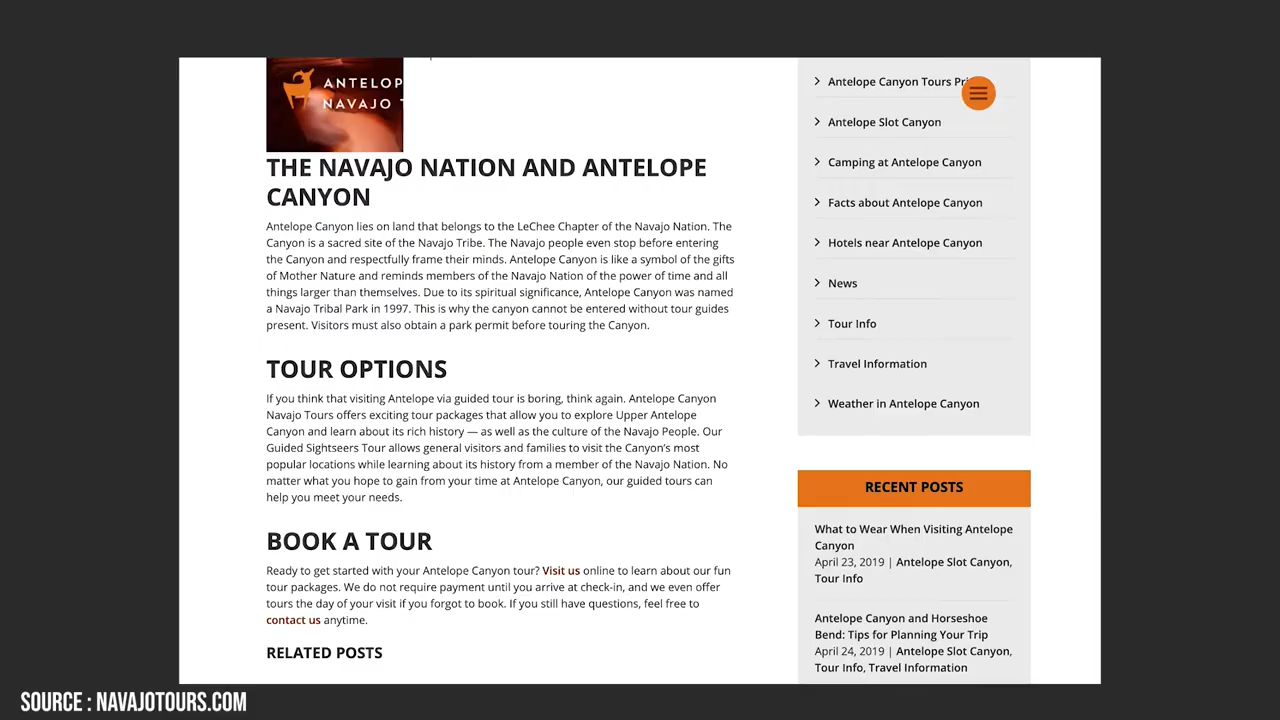 ANTELOP
NAVAJO
THE NAVAJO NATION AND ANTELOPE
CANYON
Antelope Canyon lies on land that belongs to the LeChee Chapter of the Navajo Nation. The
Canyon is a sacred site of the Navajo Tribe. The Navajo people even stop before entering
the Canyon and respectfully frame their minds. Antelope Canyon is like a symbol of the gifts
of Mother Nature and reminds members of the Navajo Nation of the power of time and all
things larger than themselves. Due to its spiritual significance, Antelope Canyon was named
a Navajo Tribal Park in 1997. This is why the canyon cannot be entered without tour guides
present. Visitors must also obtain a park permit before touring the Canyon.
TOUR OPTIONS
If you think that visiting Antelope via guided tour is boring, think again. Antelope Canyon
Navajo Tours offers exciting tour packages that allow you to explore Upper Antelope
Canyon and learn about its rich history — as well as the culture of the Navajo People. Our
Guided Sightseers Tour allows general visitors and families to visit the Canyon's most
popular locations while learning about its history from a member of the Navajo Nation. No
matter what you hope to gain from your time at Antelope Canyon, our guided tours can
help you meet your needs.
BOOK A TOUR
Ready to get started with your Antelope Canyon tour? Visit us online to learn about our fun
tour packages. We do not require payment until you arrive at check-in, and we even offer
tours the day of your visit if you forgot to book. If you still have questions, feel free to
contact us anytime.
RELATED POSTS
Antelope Canyon Tours Pri
Antelope Slot Canyon
Camping at Antelope Canyon
Facts about Antelope Canyon
Hotels near Antelope Canyon
News
Tour Info
Travel Information
Weather in Antelope Canyon
RECENT POSTS
What to Wear When Visiting Antelope
Canyon
April 23, 2019 | Antelope Slot Canyon,
Tour Info
Antelope Canyon and Horseshoe
Bend: Tips for Planning Your Trip
April 24, 2019 | Antelope Slot Canyon,
Tour Info, Travel Information
SOURCE : NAVAJOTOURS.COM